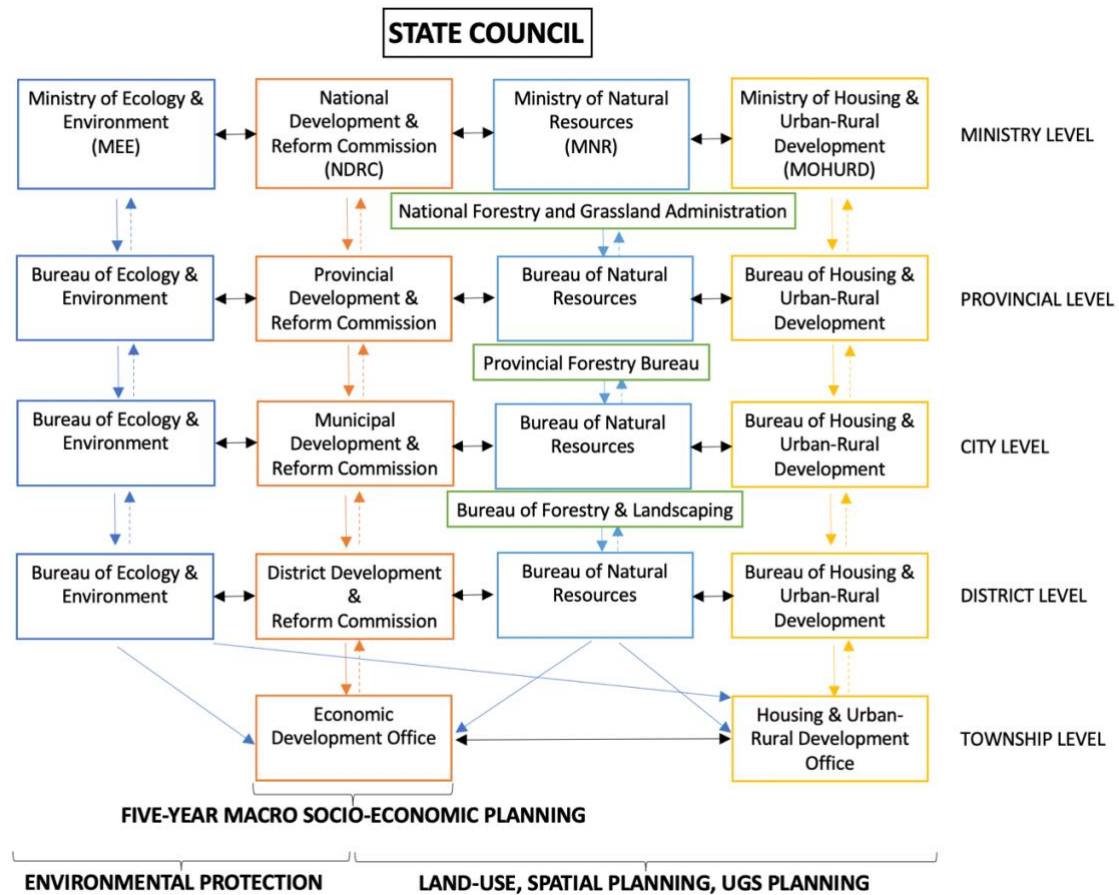 STATE COUNCIL
Ministry of Ecology &
Environment
(MEE)
National
Development &
Reform Commission
(NDRC)
Ministry of Natural
Resources
(MNR)
Ministry of Housing &
Urban-Rural
Development
(MOHURD)
MINISTRY LEVEL
National Forestry and Grassland Administration
Bureau of Ecology &
Environment
Provincial
Development &
Reform Commission
Bureau of Natural
Resources
Bureau of Housing &
Urban-Rural
Development
PROVINCIAL LEVEL
Provincial Forestry Bureau
Bureau of Ecology &
Environment
Municipal
Development &
Reform Commission
Bureau of Natural
Resources
Bureau of Housing &
Urban-Rural
Development
CITY LEVEL
Bureau of Forestry & Landscaping
Bureau of Ecology &
Environment
District Development
&
Reform Commission
Bureau of Natural
Resources
Bureau of Housing &
Urban-Rural
Development
DISTRICT LEVEL
Economic
Development Office
Housing & Urban-
Rural Development
Office
TOWNSHIP LEVEL
FIVE-YEAR MACRO SOCIO-ECONOMIC PLANNING
ENVIRONMENTAL PROTECTION
LAND-USE, SPATIAL PLANNING, UGS PLANNING